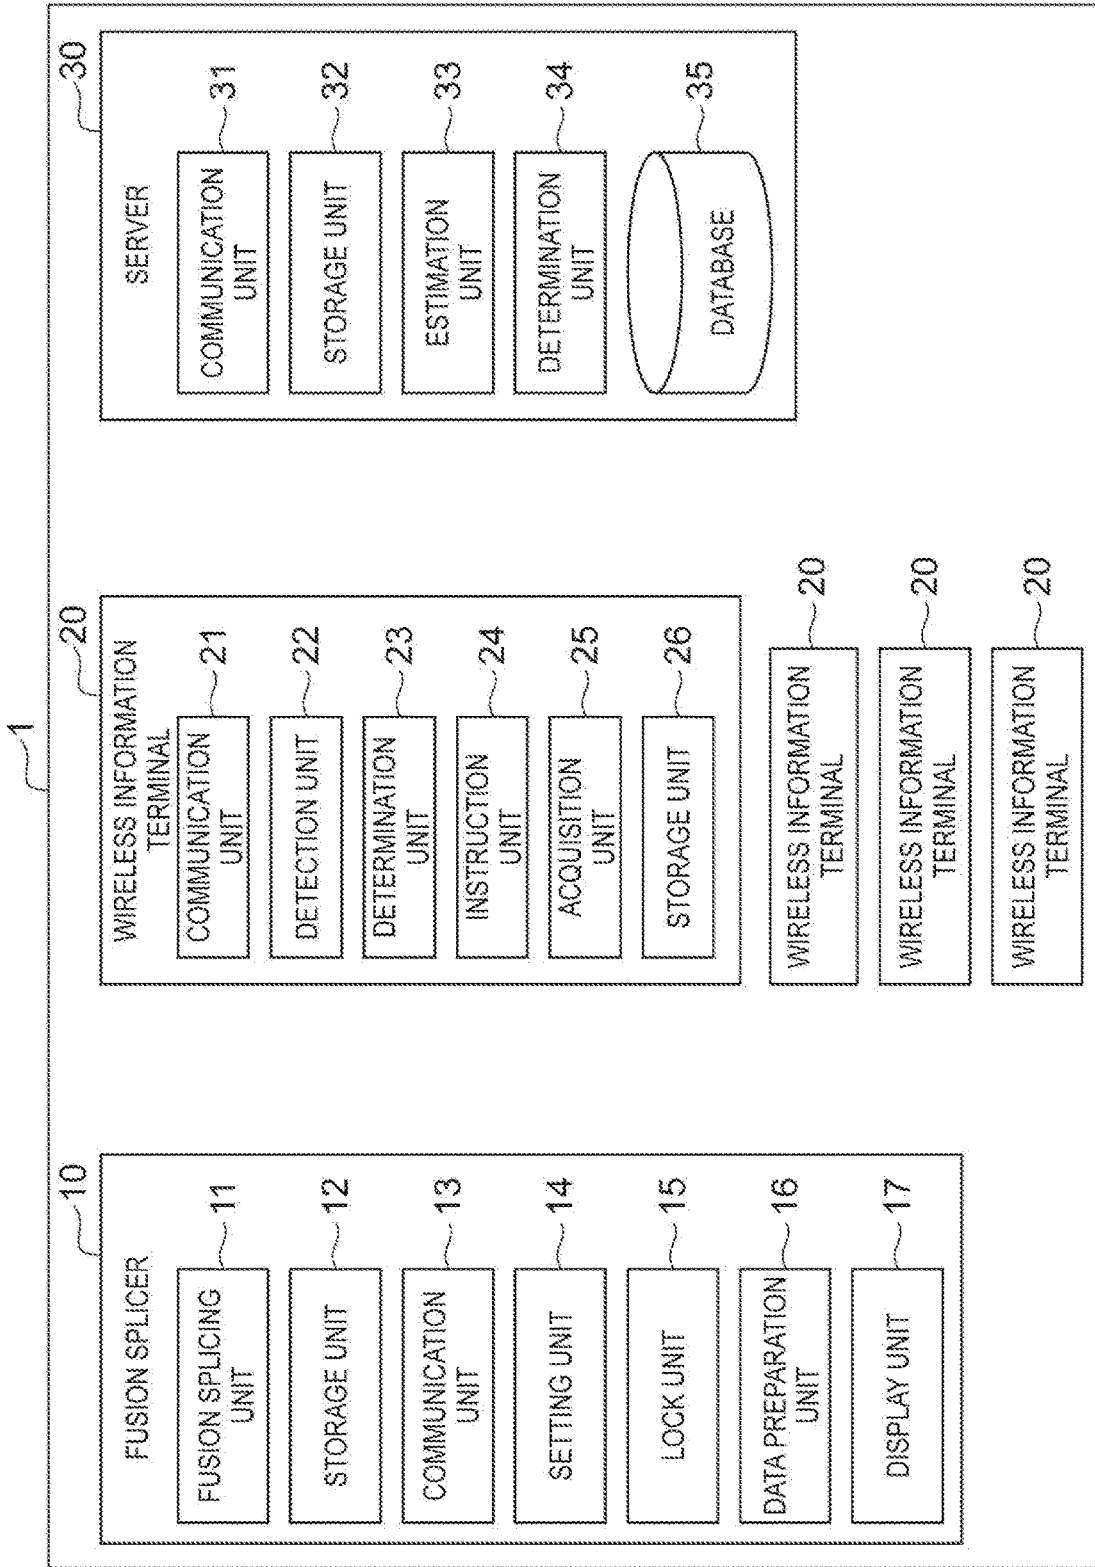 1
10
FUSION SPLICER
FUSION SPLICING
UNIT
11
STORAGE UNIT
12
COMMUNICATION
UNIT
13
SETTING UNIT
14
LOCK UNIT
15
DATA PREPARATION
UNIT
16
DISPLAY UNIT
17
20
WIRELESS INFORMATION
TERMINAL
COMMUNICATION
UNIT
21
DETECTION UNIT
22
DETERMINATION
UNIT
23
INSTRUCTION
UNIT
24
ACQUISITION
UNIT
25
STORAGE UNIT
26
WIRELESS INFORMATION
TERMINAL
20
WIRELESS INFORMATION
TERMINAL
20
WIRELESS INFORMATION
TERMINAL
20
30
SERVER
COMMUNICATION
UNIT
31
STORAGE UNIT
32
ESTIMATION
UNIT
33
DETERMINATION
UNIT
34
DATABASE
35